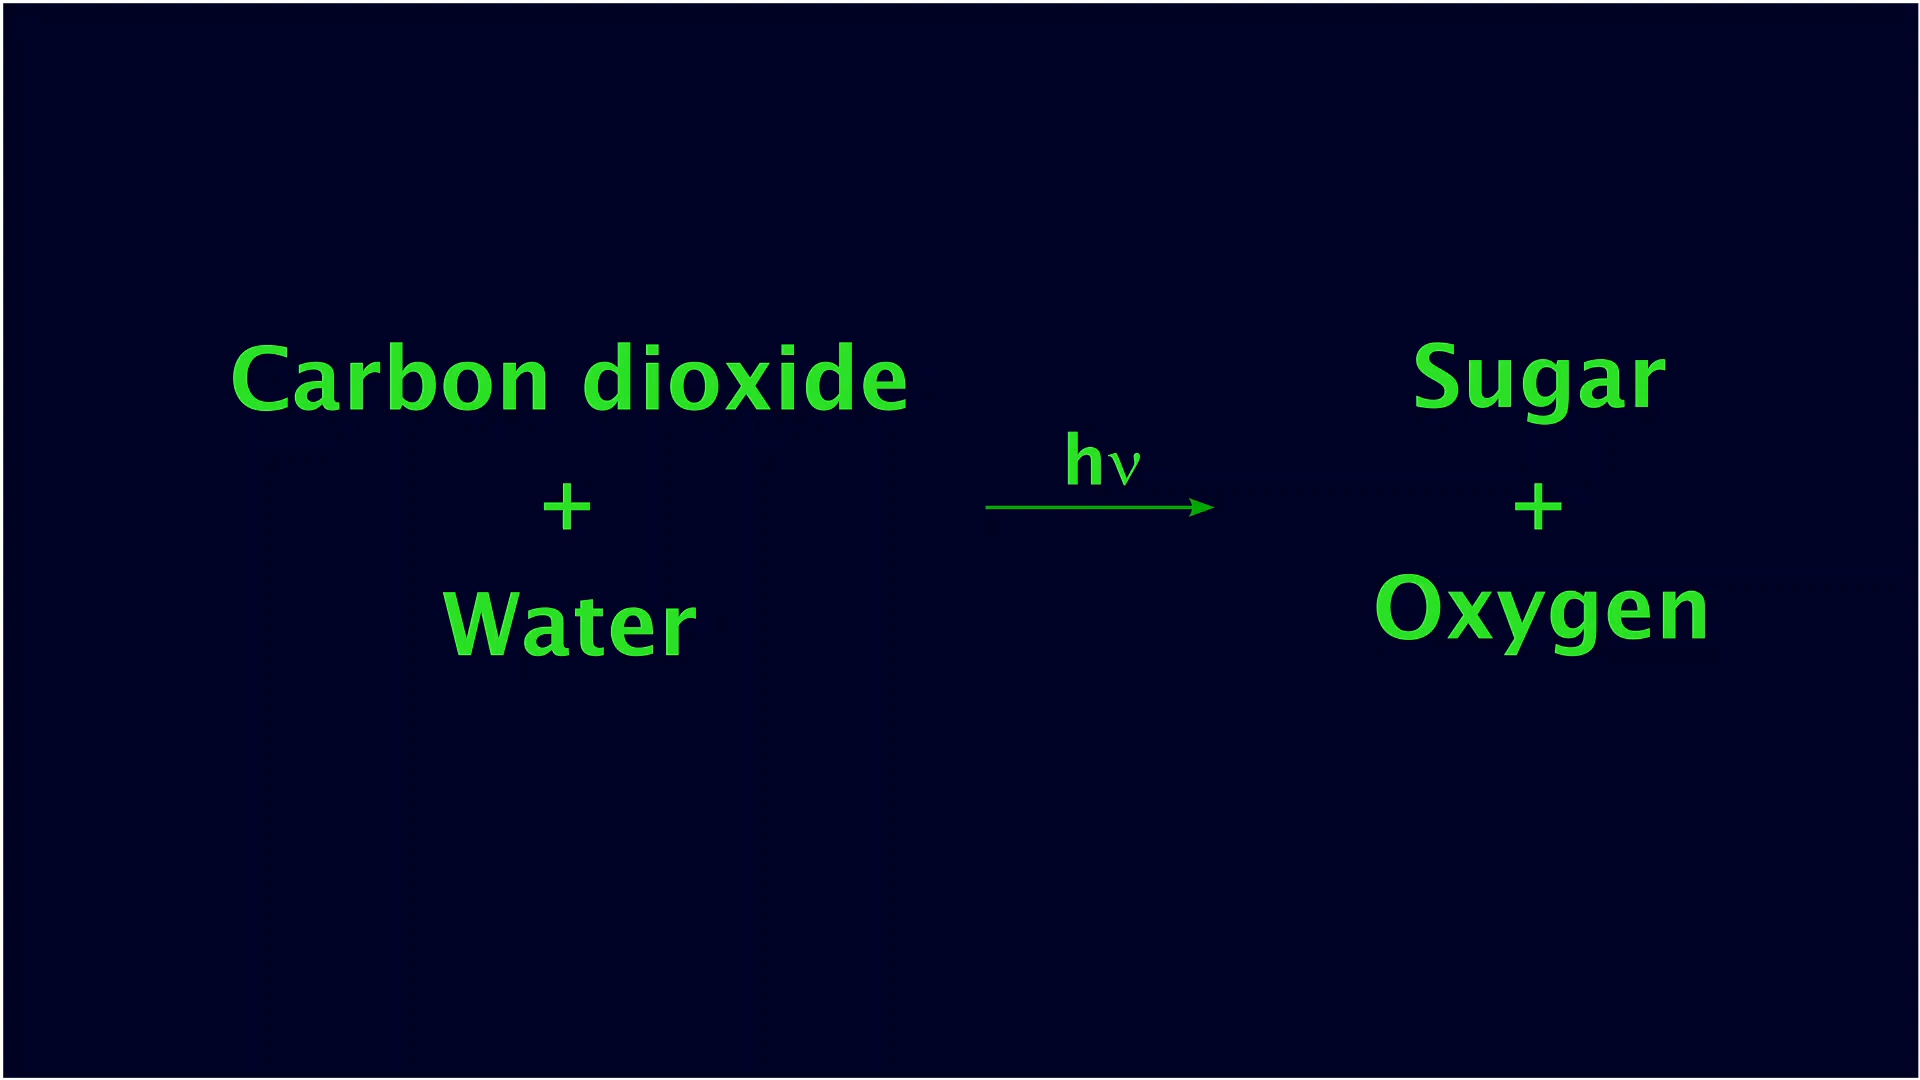 Carbon dioxide
+
Water
hν
Sugar
+
Oxygen